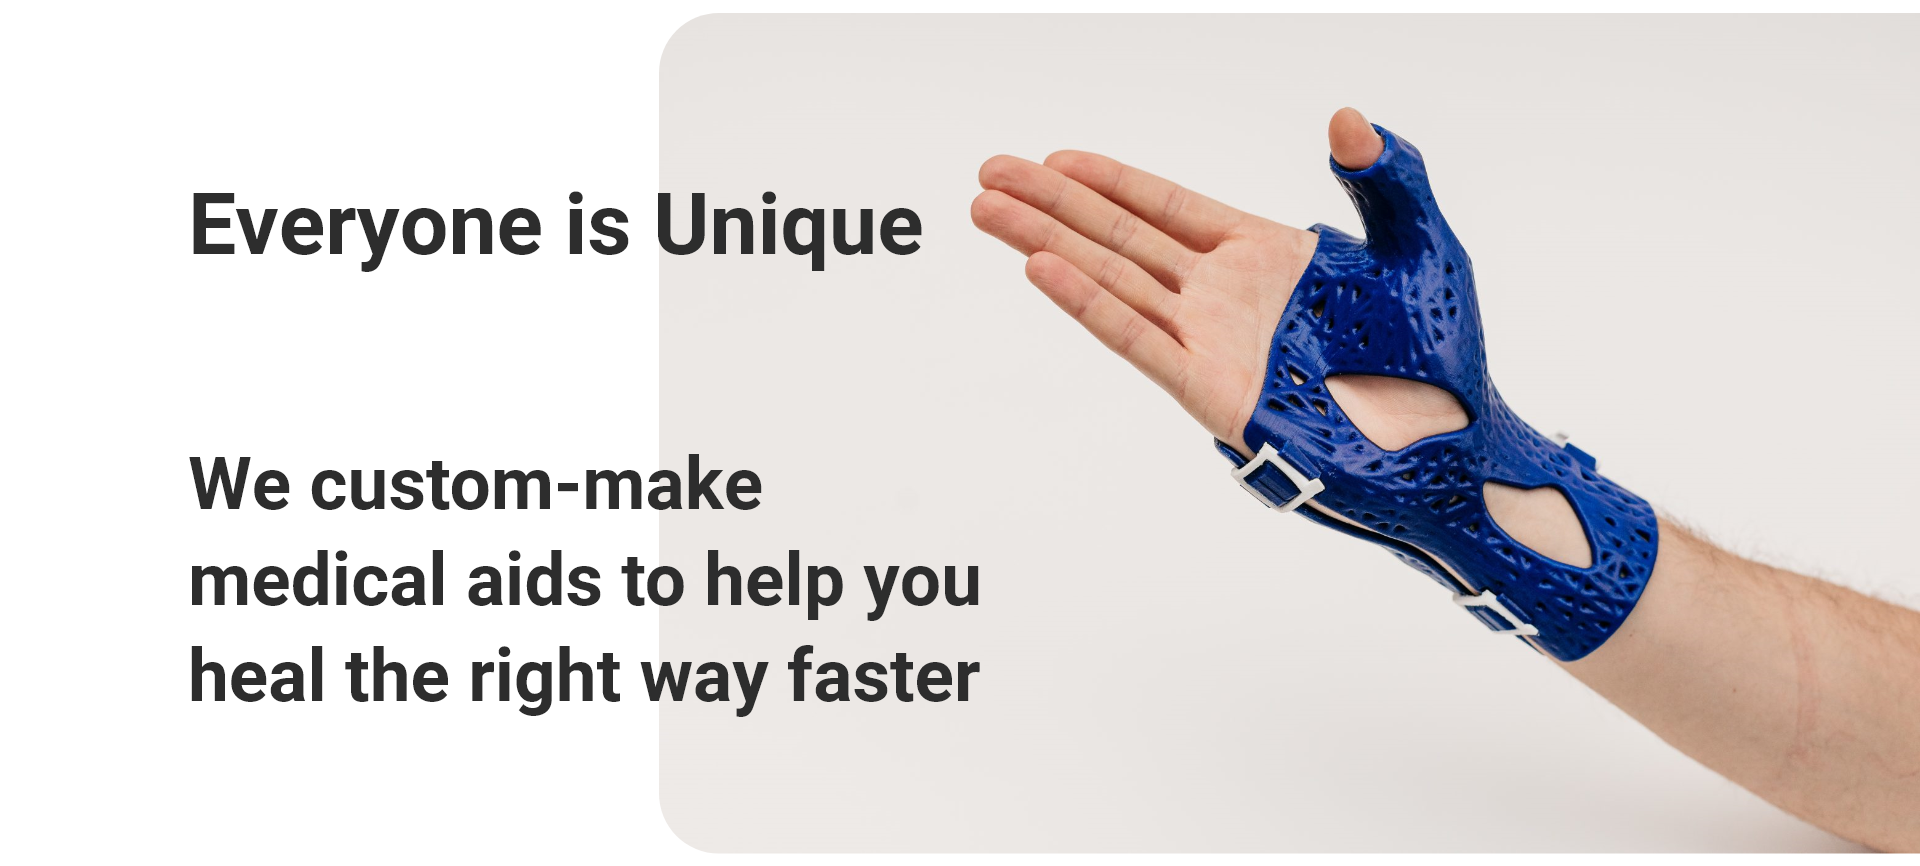 Everyone is Unique
We custom-make
medical aids to help you
heal the right way faster